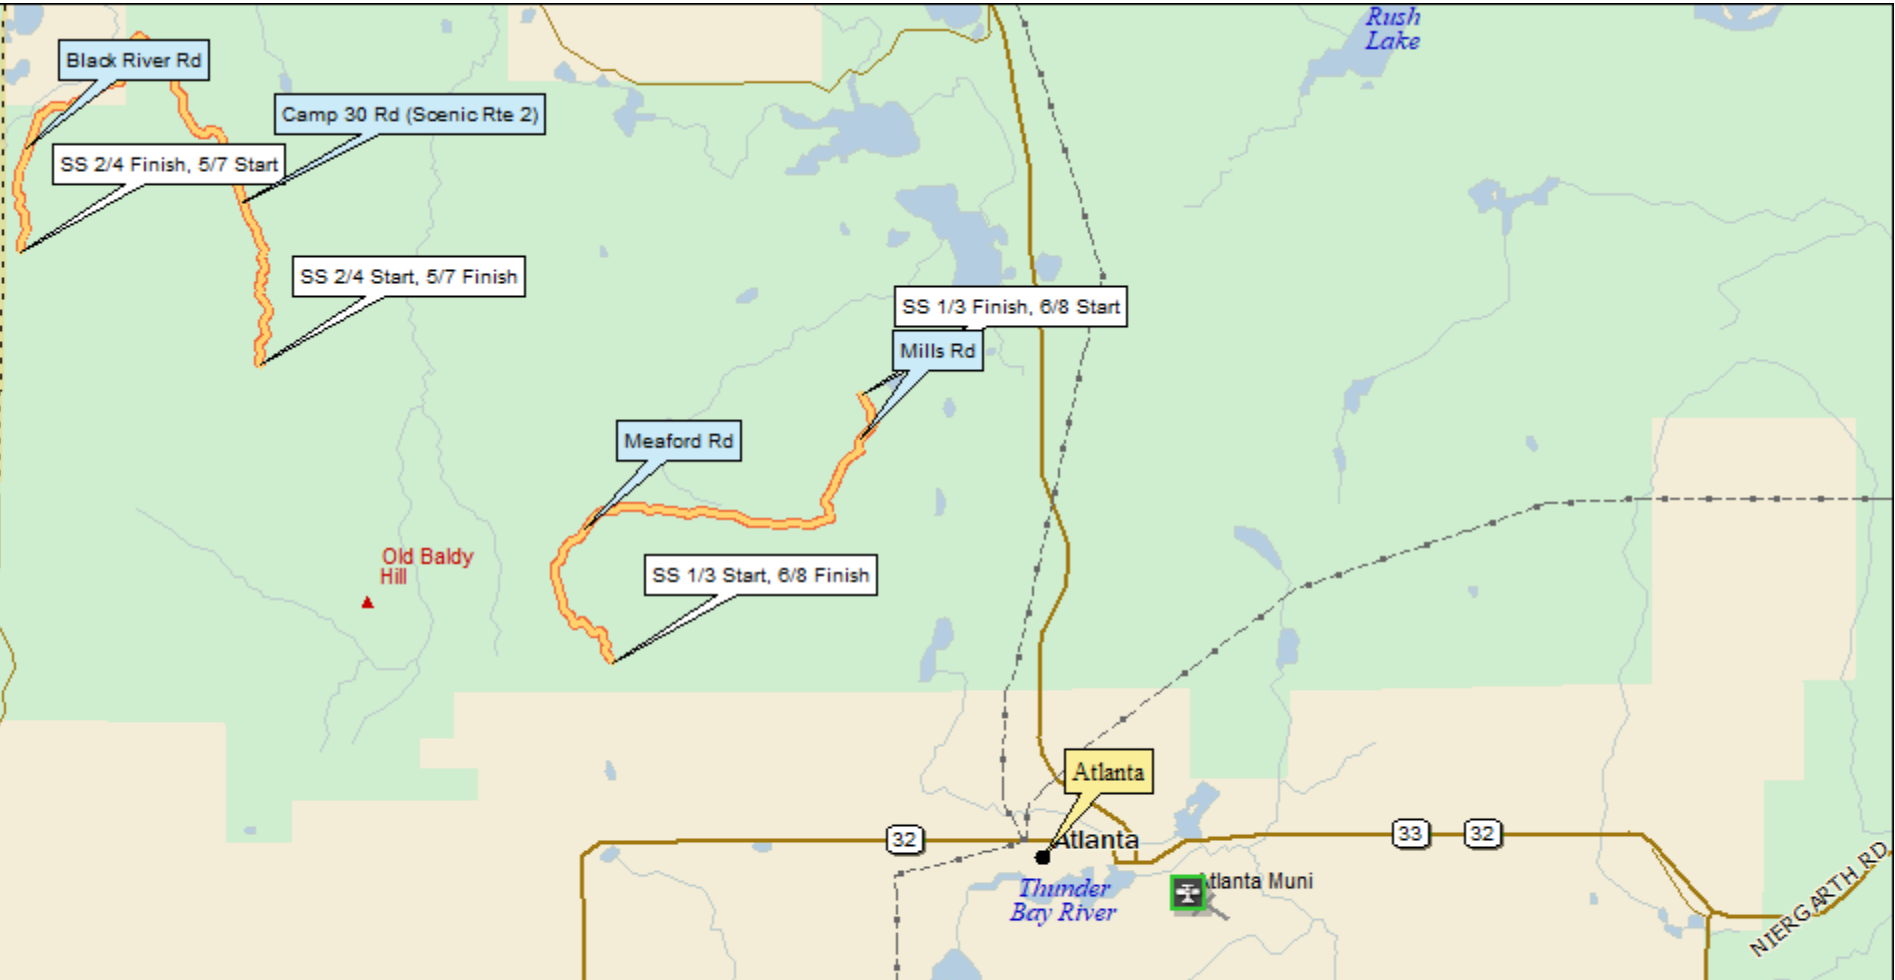 Rush
Lake
Black River Rd
Camp 30 Rd (Scenic Rte 2)
SS 2/4 Finish, 5/7 Start
SS 2/4 Start, 5/7 Finish
SS 1/3 Finish, 6/8 Start
Mills Rd
Meaford Rd
Old Baldy
Hill
SS 1/3 Start, 6/8 Finish
Atlanta
32
Atlanta
33
32
Thunder
Bay River
Atlanta Muni
NIERGARTH RD